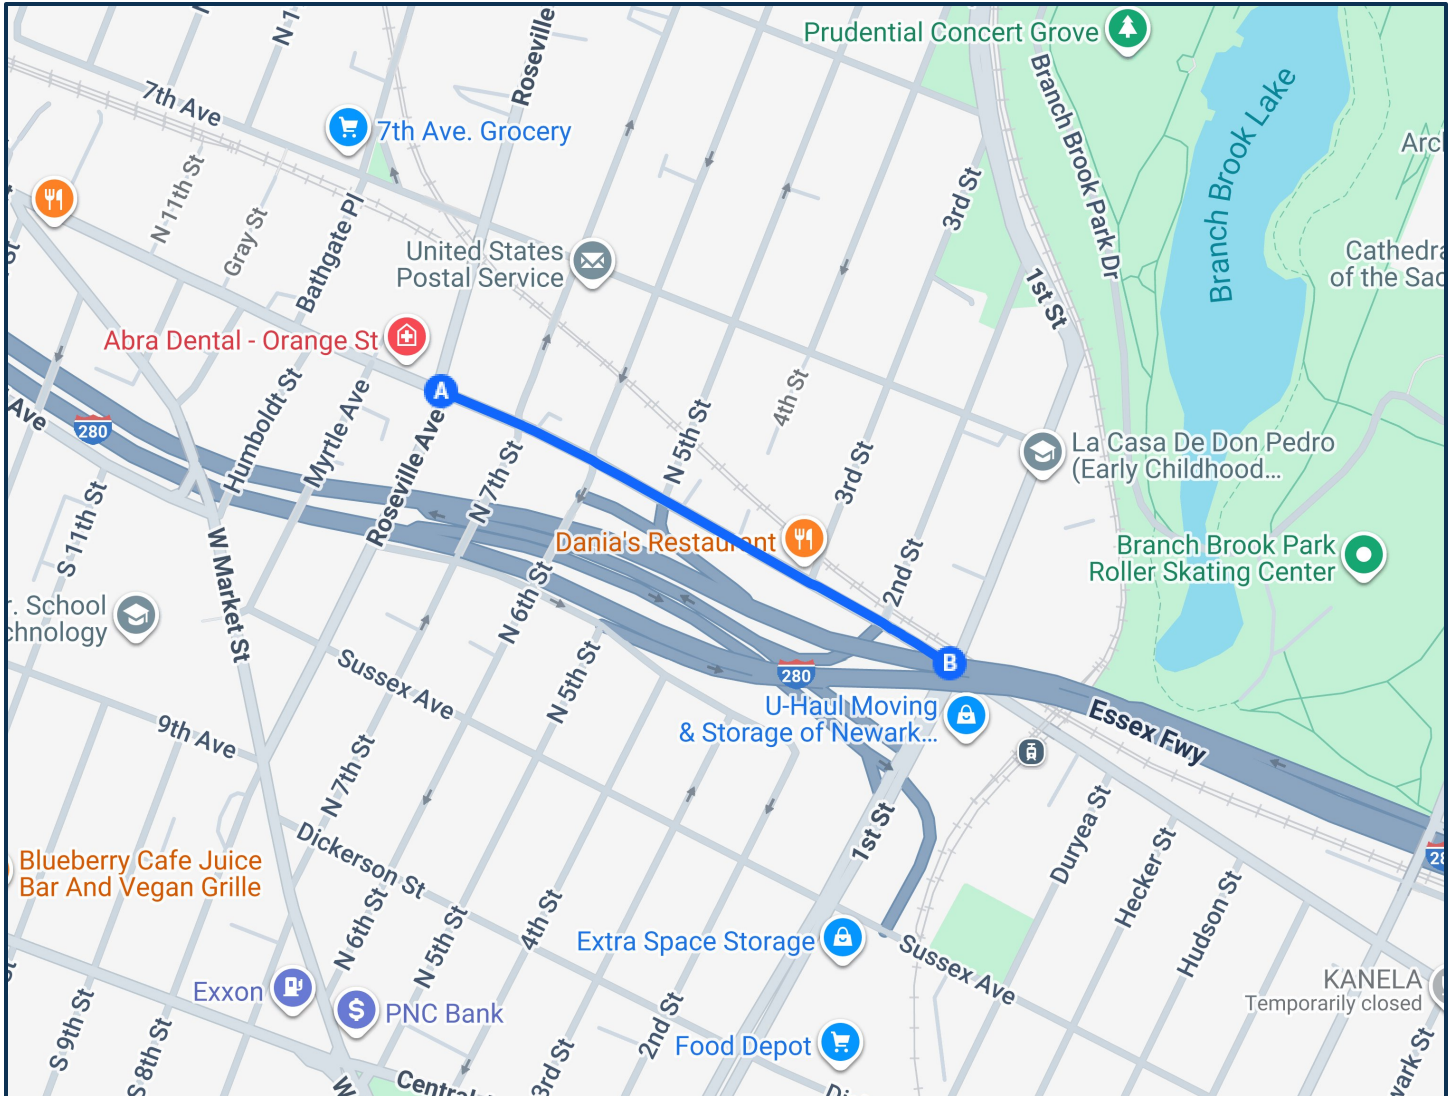 Prudential Concert Grove
N 1
Roseville
Branch Brook Park Dr
Branch Brook Lake
7th Ave
7th Ave. Grocery
N 11th St
Gray St
Bathgate Pl
3rd St
United States
Postal Service
Cathedra
of the Sac
1st St
Abra Dental - Orange St
A
Ave
280
Humboldt St
Myrtle Ave
Roseville Ave
N 7th St
N 5th St
4th St
3rd St
La Casa De Don Pedro
(Early Childhood...
S 11th St
W Market St
Dania's Restaurant
2nd St
Branch Brook Park
Roller Skating Center
r. School
chnology
N 6th St
N 5th St
B
280
U-Haul Moving
& Storage of Newark...
Essex Fwy
Sussex Ave
9th Ave
N 7th St
1st St
Duryea St
Hecker St
Hudson St
28
Blueberry Cafe Juice
Bar And Vegan Grille
Dickerson St
N 6th St
N 5th St
4th St
Extra Space Storage
Sussex Ave
Exxon
PNC Bank
KANELA
Temporarily closed
S 9th St
S 8th St
3rd St
2nd St
Food Depot
Central
W
Di
wark St